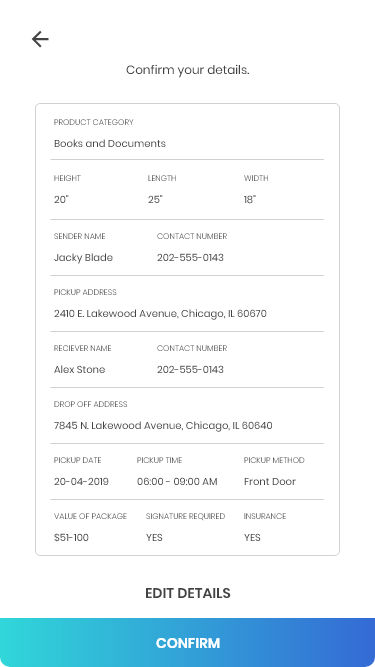 Confirm your details.
PRODUCT CATEGORY
Books and Documents
HEIGHT LENGTH WIDTH
20" 25" 18"
SENDER NAME CONTACT NUMBER
Jacky Blade 202-555-0143
PICKUP ADDRESS
2410 E. Lakewood Avenue, Chicago, IL 60670
RECIEVER NAME CONTACT NUMBER
Alex Stone 202-555-0143
DROP OFF ADDRESS
7845 N. Lakewood Avenue, Chicago, IL 60640
PICKUP DATE PICKUP TIME PICKUP METHOD
20-04-2019 06:00 - 09:00 AM Front Door
VALUE OF PACKAGE SIGNATURE REQUIRED INSURANCE
$51-100 YES YES
EDIT DETAILS
CONFIRM